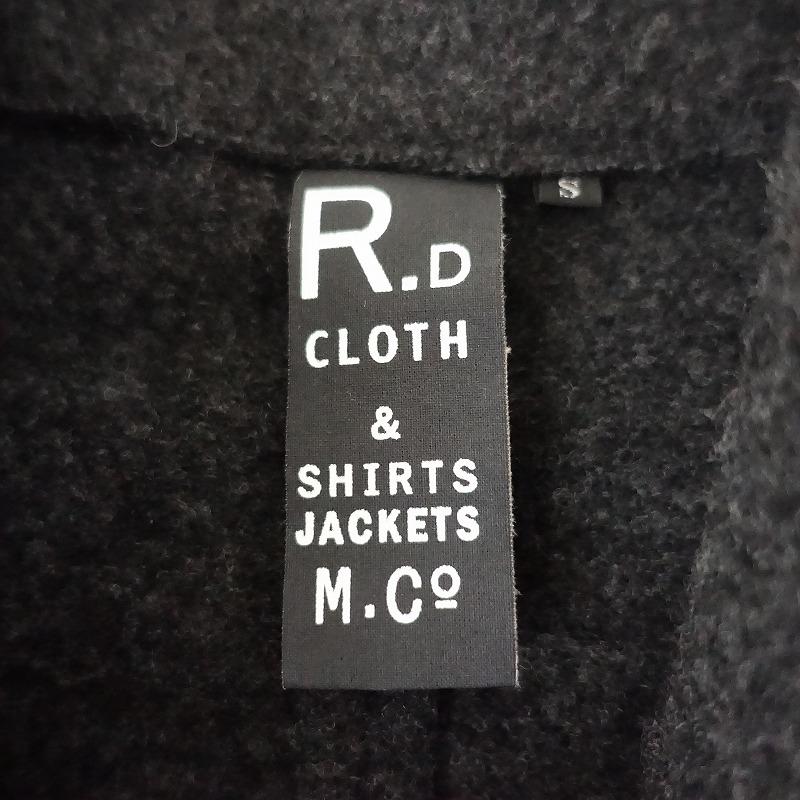 R.D
CLOTH
&
SHIRTS
JACKETS
M.Cº
S